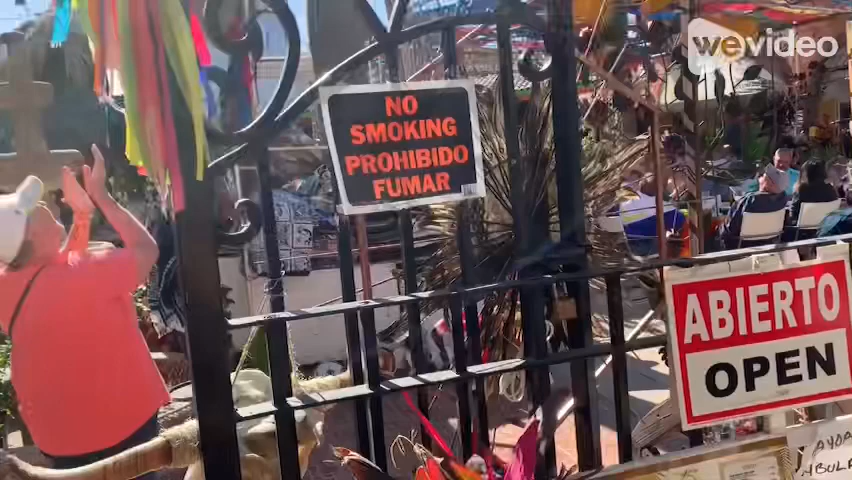 wevideo
NO
SMOKING
PROHIBIDO
FUMAR
ABIERTO
OPEN